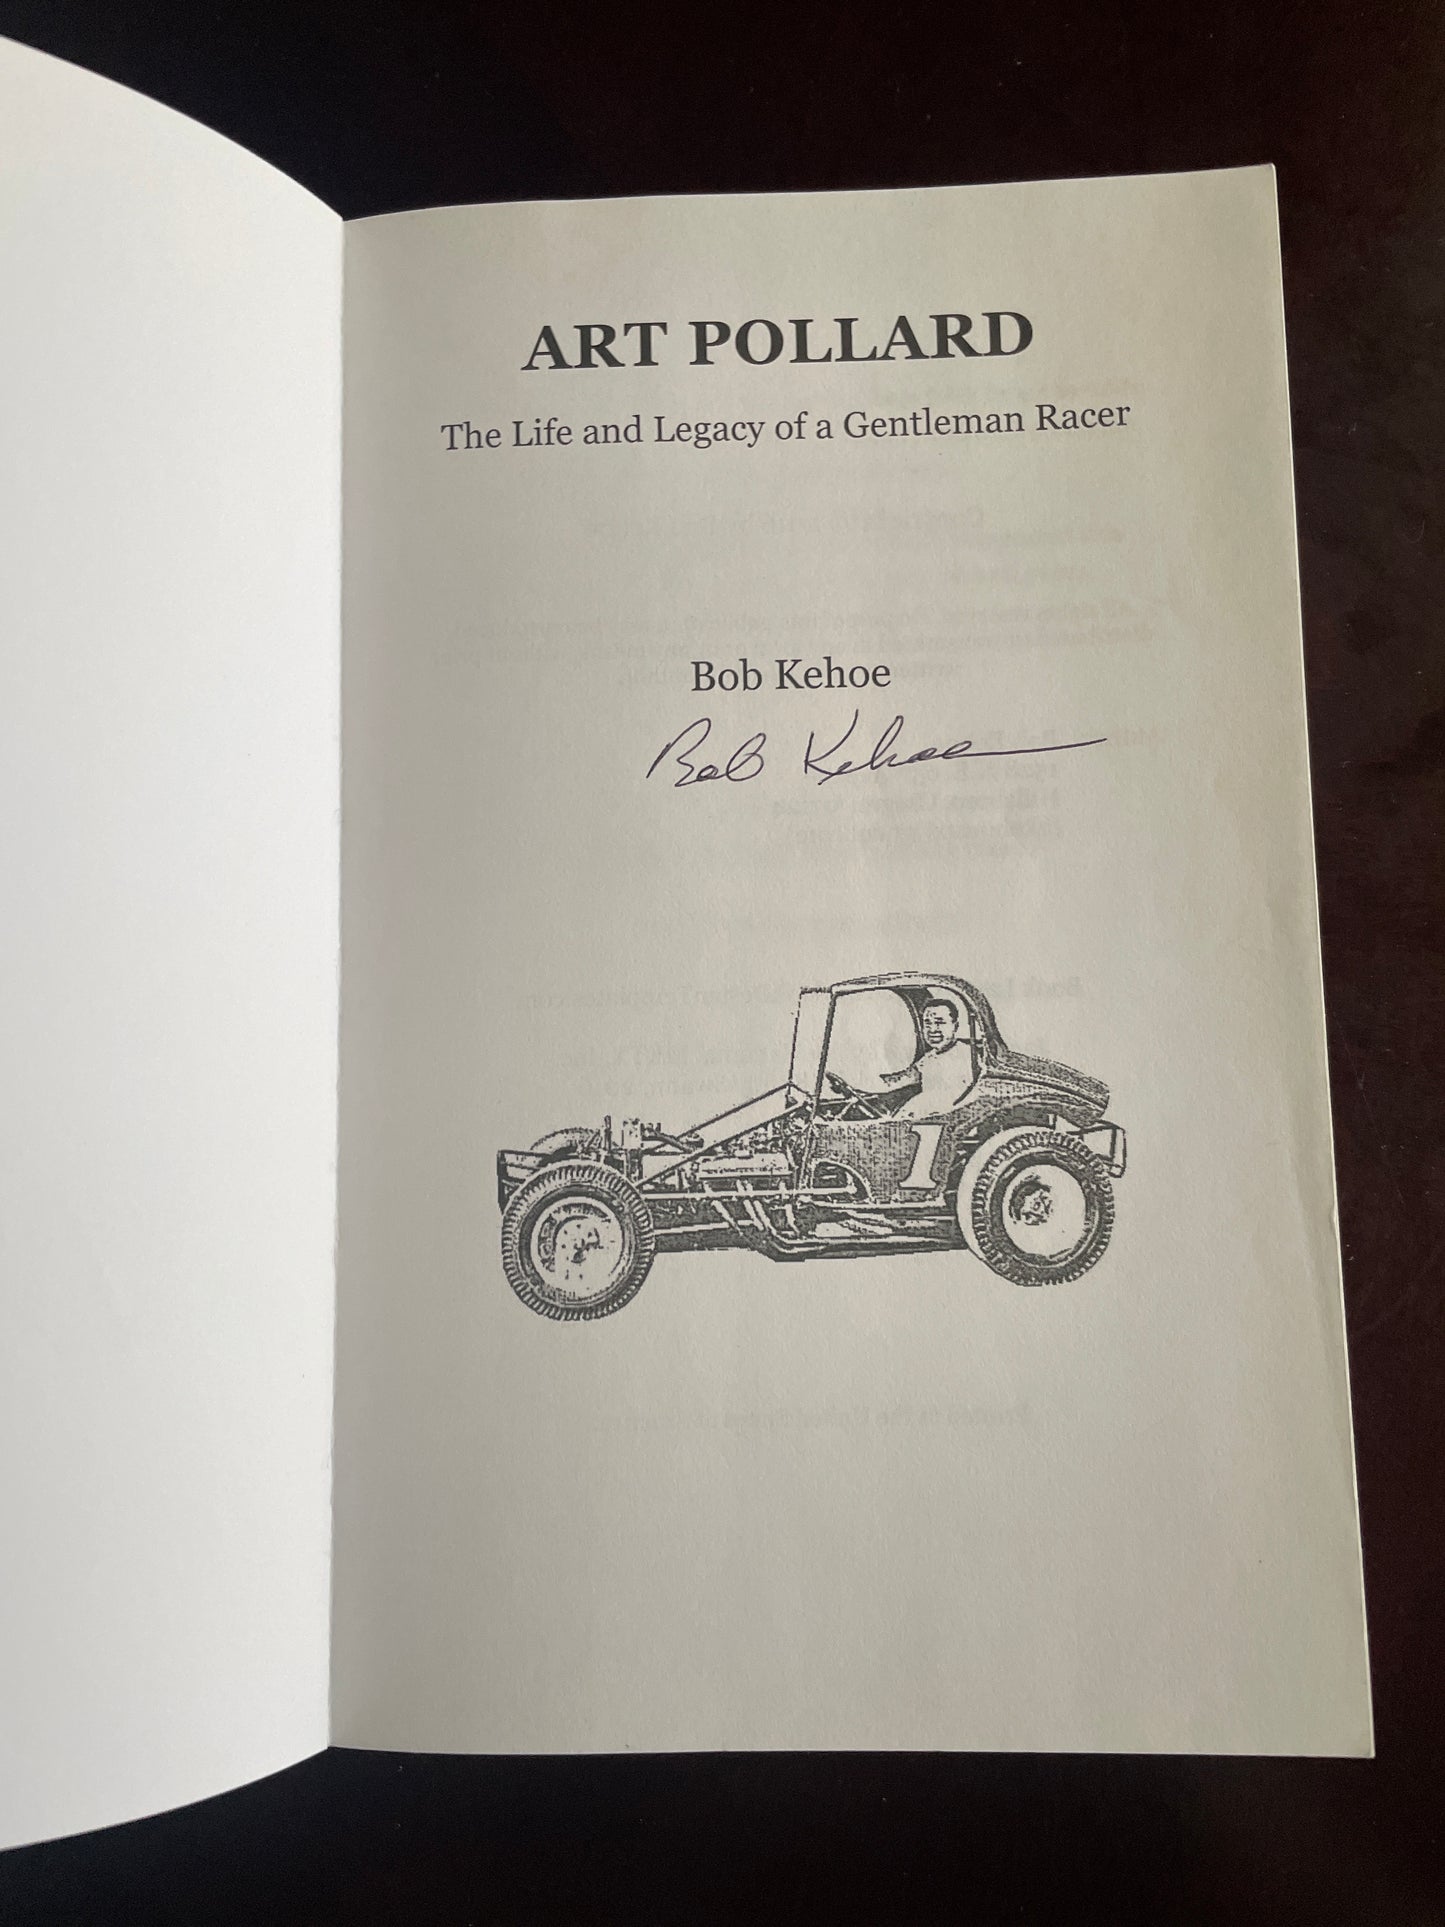 ART POLLARD
The Life and Legacy of a Gentleman Racer
Bob Kehoe
Bob Kehoe
1